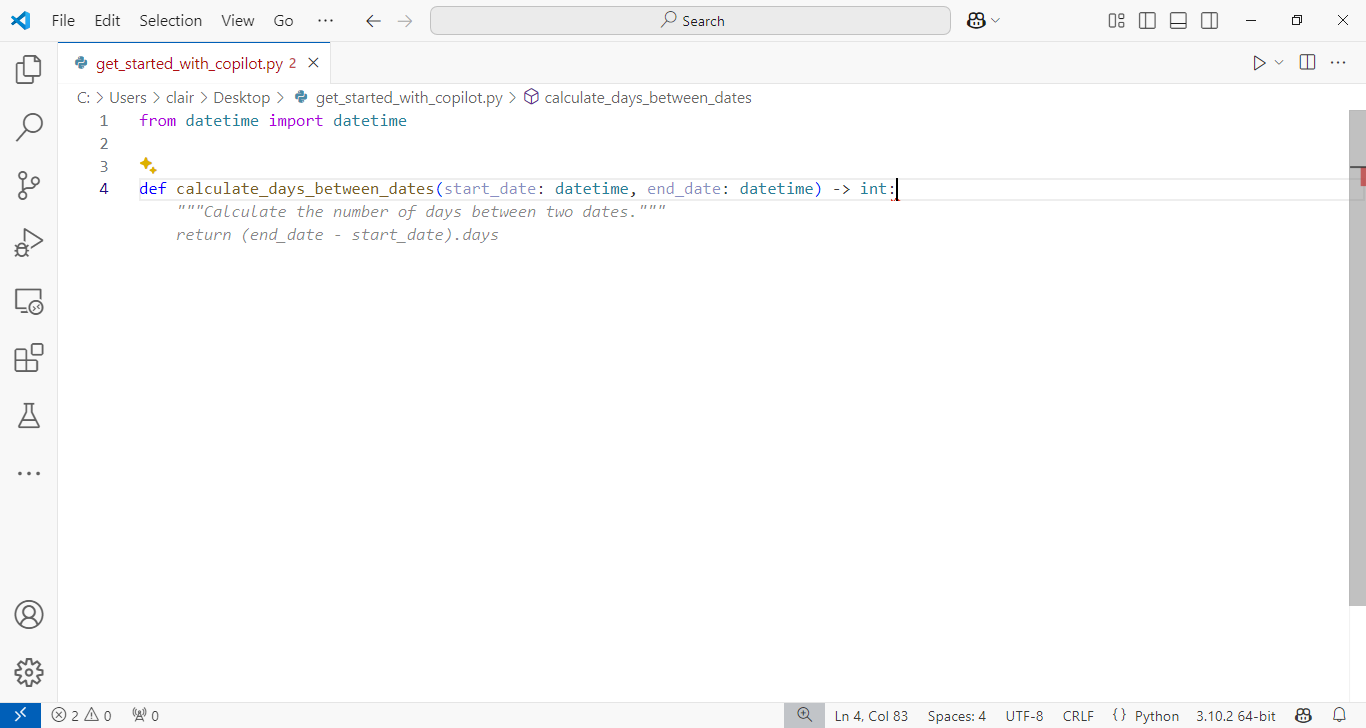 File Edit Selection View Go ··· Search
get_started_with_copilot.py 2
C: > Users > clair > Desktop > get_started_with_copilot.py > calculate_days_between_dates
1 from datetime import datetime
2
3
4 def calculate_days_between_dates(start_date: datetime, end_date: datetime) -> int:
"""Calculate the number of days between two dates."""
return (end_date - start_date).days
2 0 0 Ln 4, Col 83 Spaces: 4 UTF-8 CRLF {} Python 3.10.2 64-bit